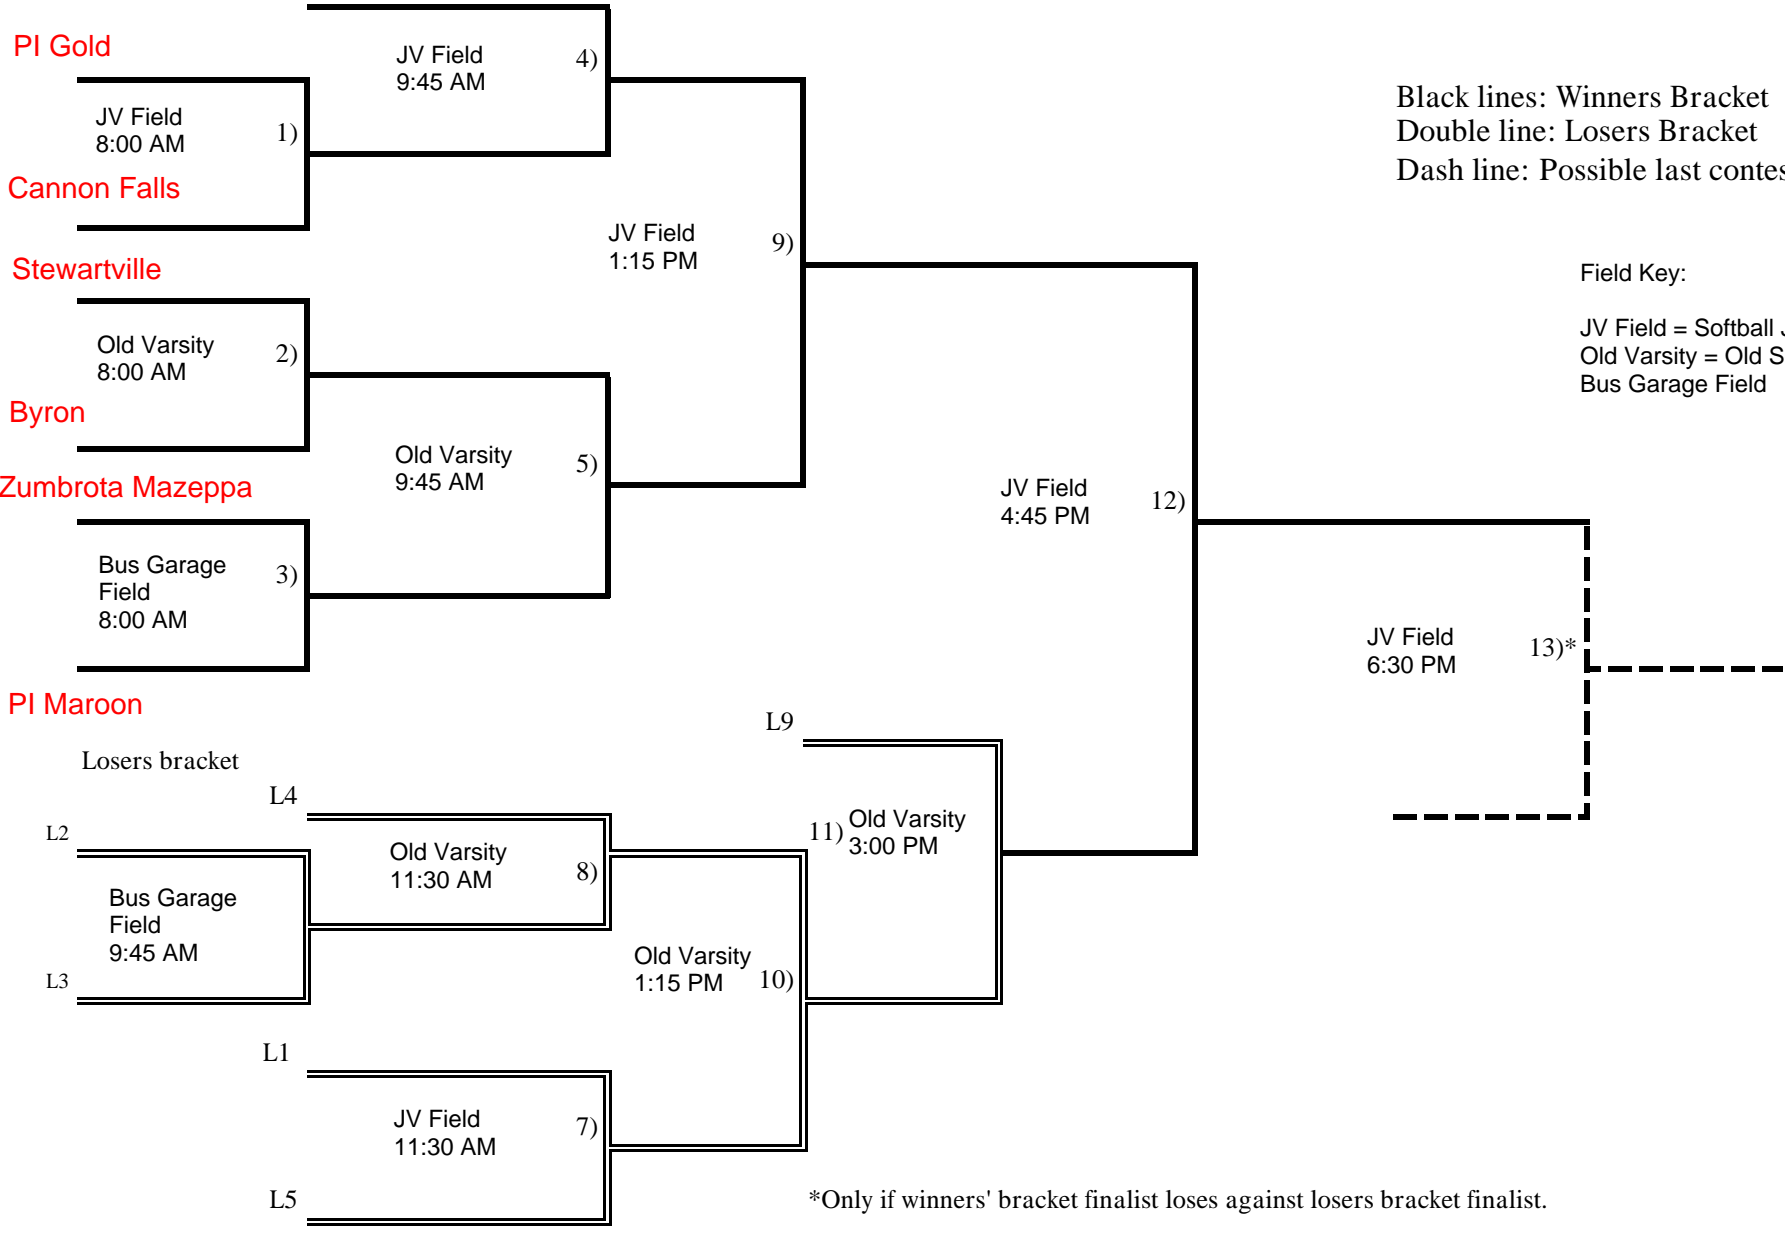 PI Gold
JV Field
9:45 AM
4)
JV Field
8:00 AM
1)
Cannon Falls
Black lines: Winners Bracket
Double line: Losers Bracket
Dash line: Possible last
JV Field
1:15 PM
9)
Stewartville
Old Varsity
8:00 AM
2)
Byron
Field Key:
JV Field = Softball
Old Varsity = Old
Bus Garage Field
Old Varsity
9:45 AM
5)
Zumbrota Mazeppa
Bus Garage
Field
8:00 AM
3)
JV Field
4:45 PM
12)
JV Field
6:30 PM
13)*
PI Maroon
Losers bracket
L9
L4
L2
Old Varsity
11:30 AM
8)
11)
Old Varsity
3:00 PM
Bus Garage
Field
9:45 AM
L3
Old Varsity
1:15 PM
10)
L1
JV Field
11:30 AM
7)
L5
*Only if winners' bracket finalist loses against losers bracket finalist.